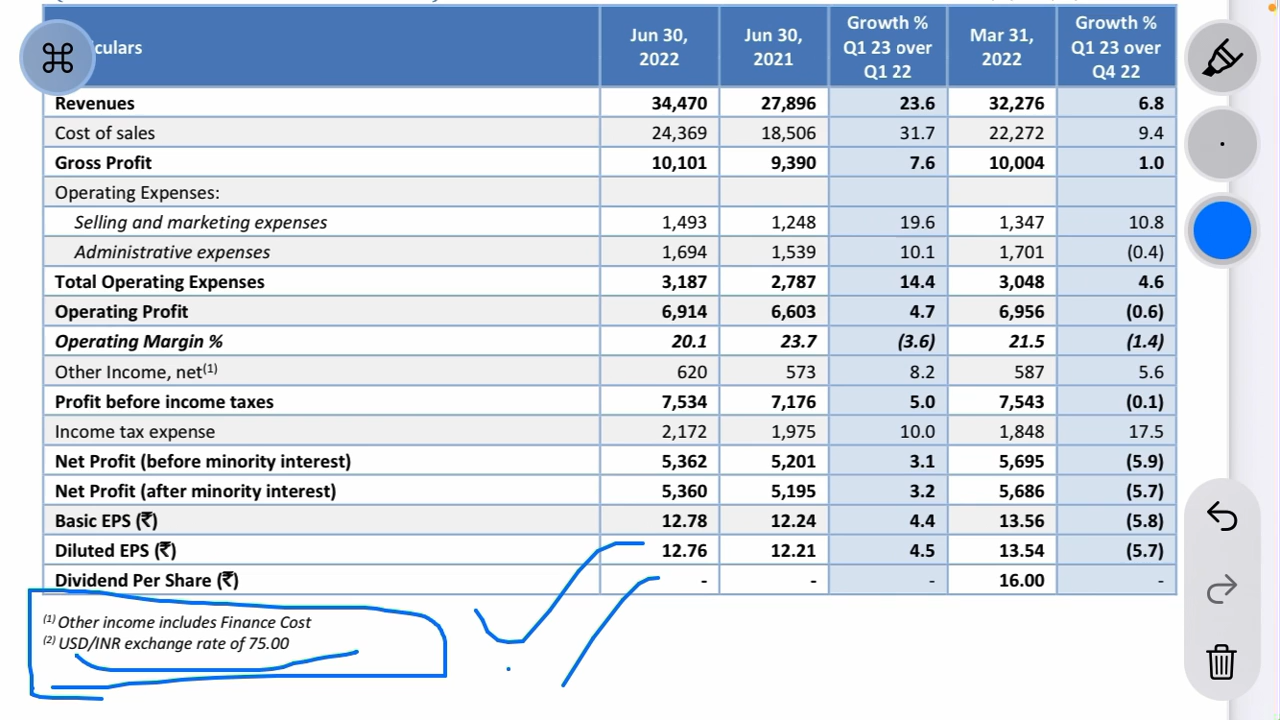 culars Jun 30, 2022 Jun 30, 2021 Growth % Q1 23 over Q1 22 Mar 31, 2022 Growth % Q1 23 over Q4 22
Revenues 34,470 27,896 23.6 32,276 6.8
Cost of sales 24,369 18,506 31.7 22,272 9.4
Gross Profit 10,101 9,390 7.6 10,004 1.0
Operating Expenses:
Selling and marketing expenses 1,493 1,248 19.6 1,347 10.8
Administrative expenses 1,694 1,539 10.1 1,701 (0.4)
Total Operating Expenses 3,187 2,787 14.4 3,048 4.6
Operating Profit 6,914 6,603 4.7 6,956 (0.6)
Operating Margin % 20.1 23.7 (3.6) 21.5 (1.4)
Other Income, net(1) 620 573 8.2 587 5.6
Profit before income taxes 7,534 7,176 5.0 7,543 (0.1)
Income tax expense 2,172 1,975 10.0 1,848 17.5
Net Profit (before minority interest) 5,362 5,201 3.1 5,695 (5.9)
Net Profit (after minority interest) 5,360 5,195 3.2 5,686 (5.7)
Basic EPS (₹) 12.78 12.24 4.4 13.56 (5.8)
Diluted EPS (₹) 12.76 12.21 4.5 13.54 (5.7)
Dividend Per Share (₹) - - - 16.00 -
(1) Other income includes Finance Cost
(2) USD/INR exchange rate of 75.00